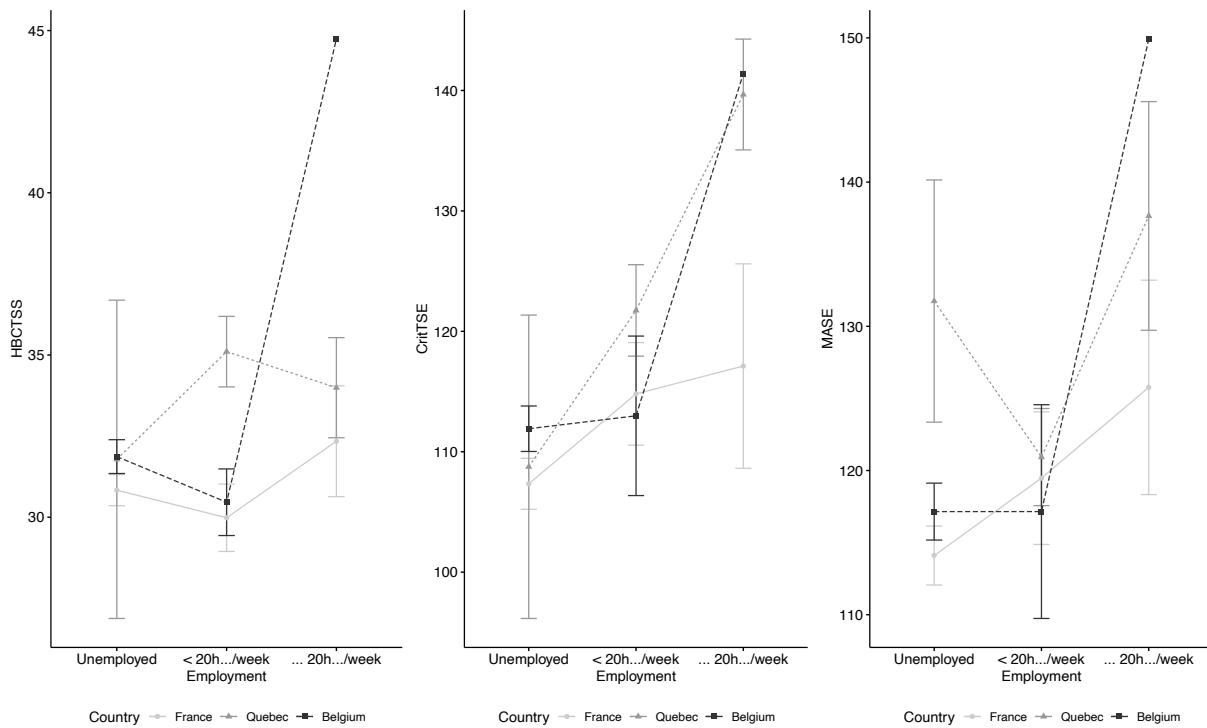 HBCTSS
45
40
35
30
Unemployed < 20h.../week ... 20h.../week
Employment
Country France Quebec Belgium
CritTSE
140
130
120
110
100
Unemployed < 20h.../week ... 20h.../week
Employment
Country France Quebec Belgium
MASE
150
140
130
120
110
Unemployed < 20h.../week ... 20h.../week
Employment
Country France Quebec Belgium